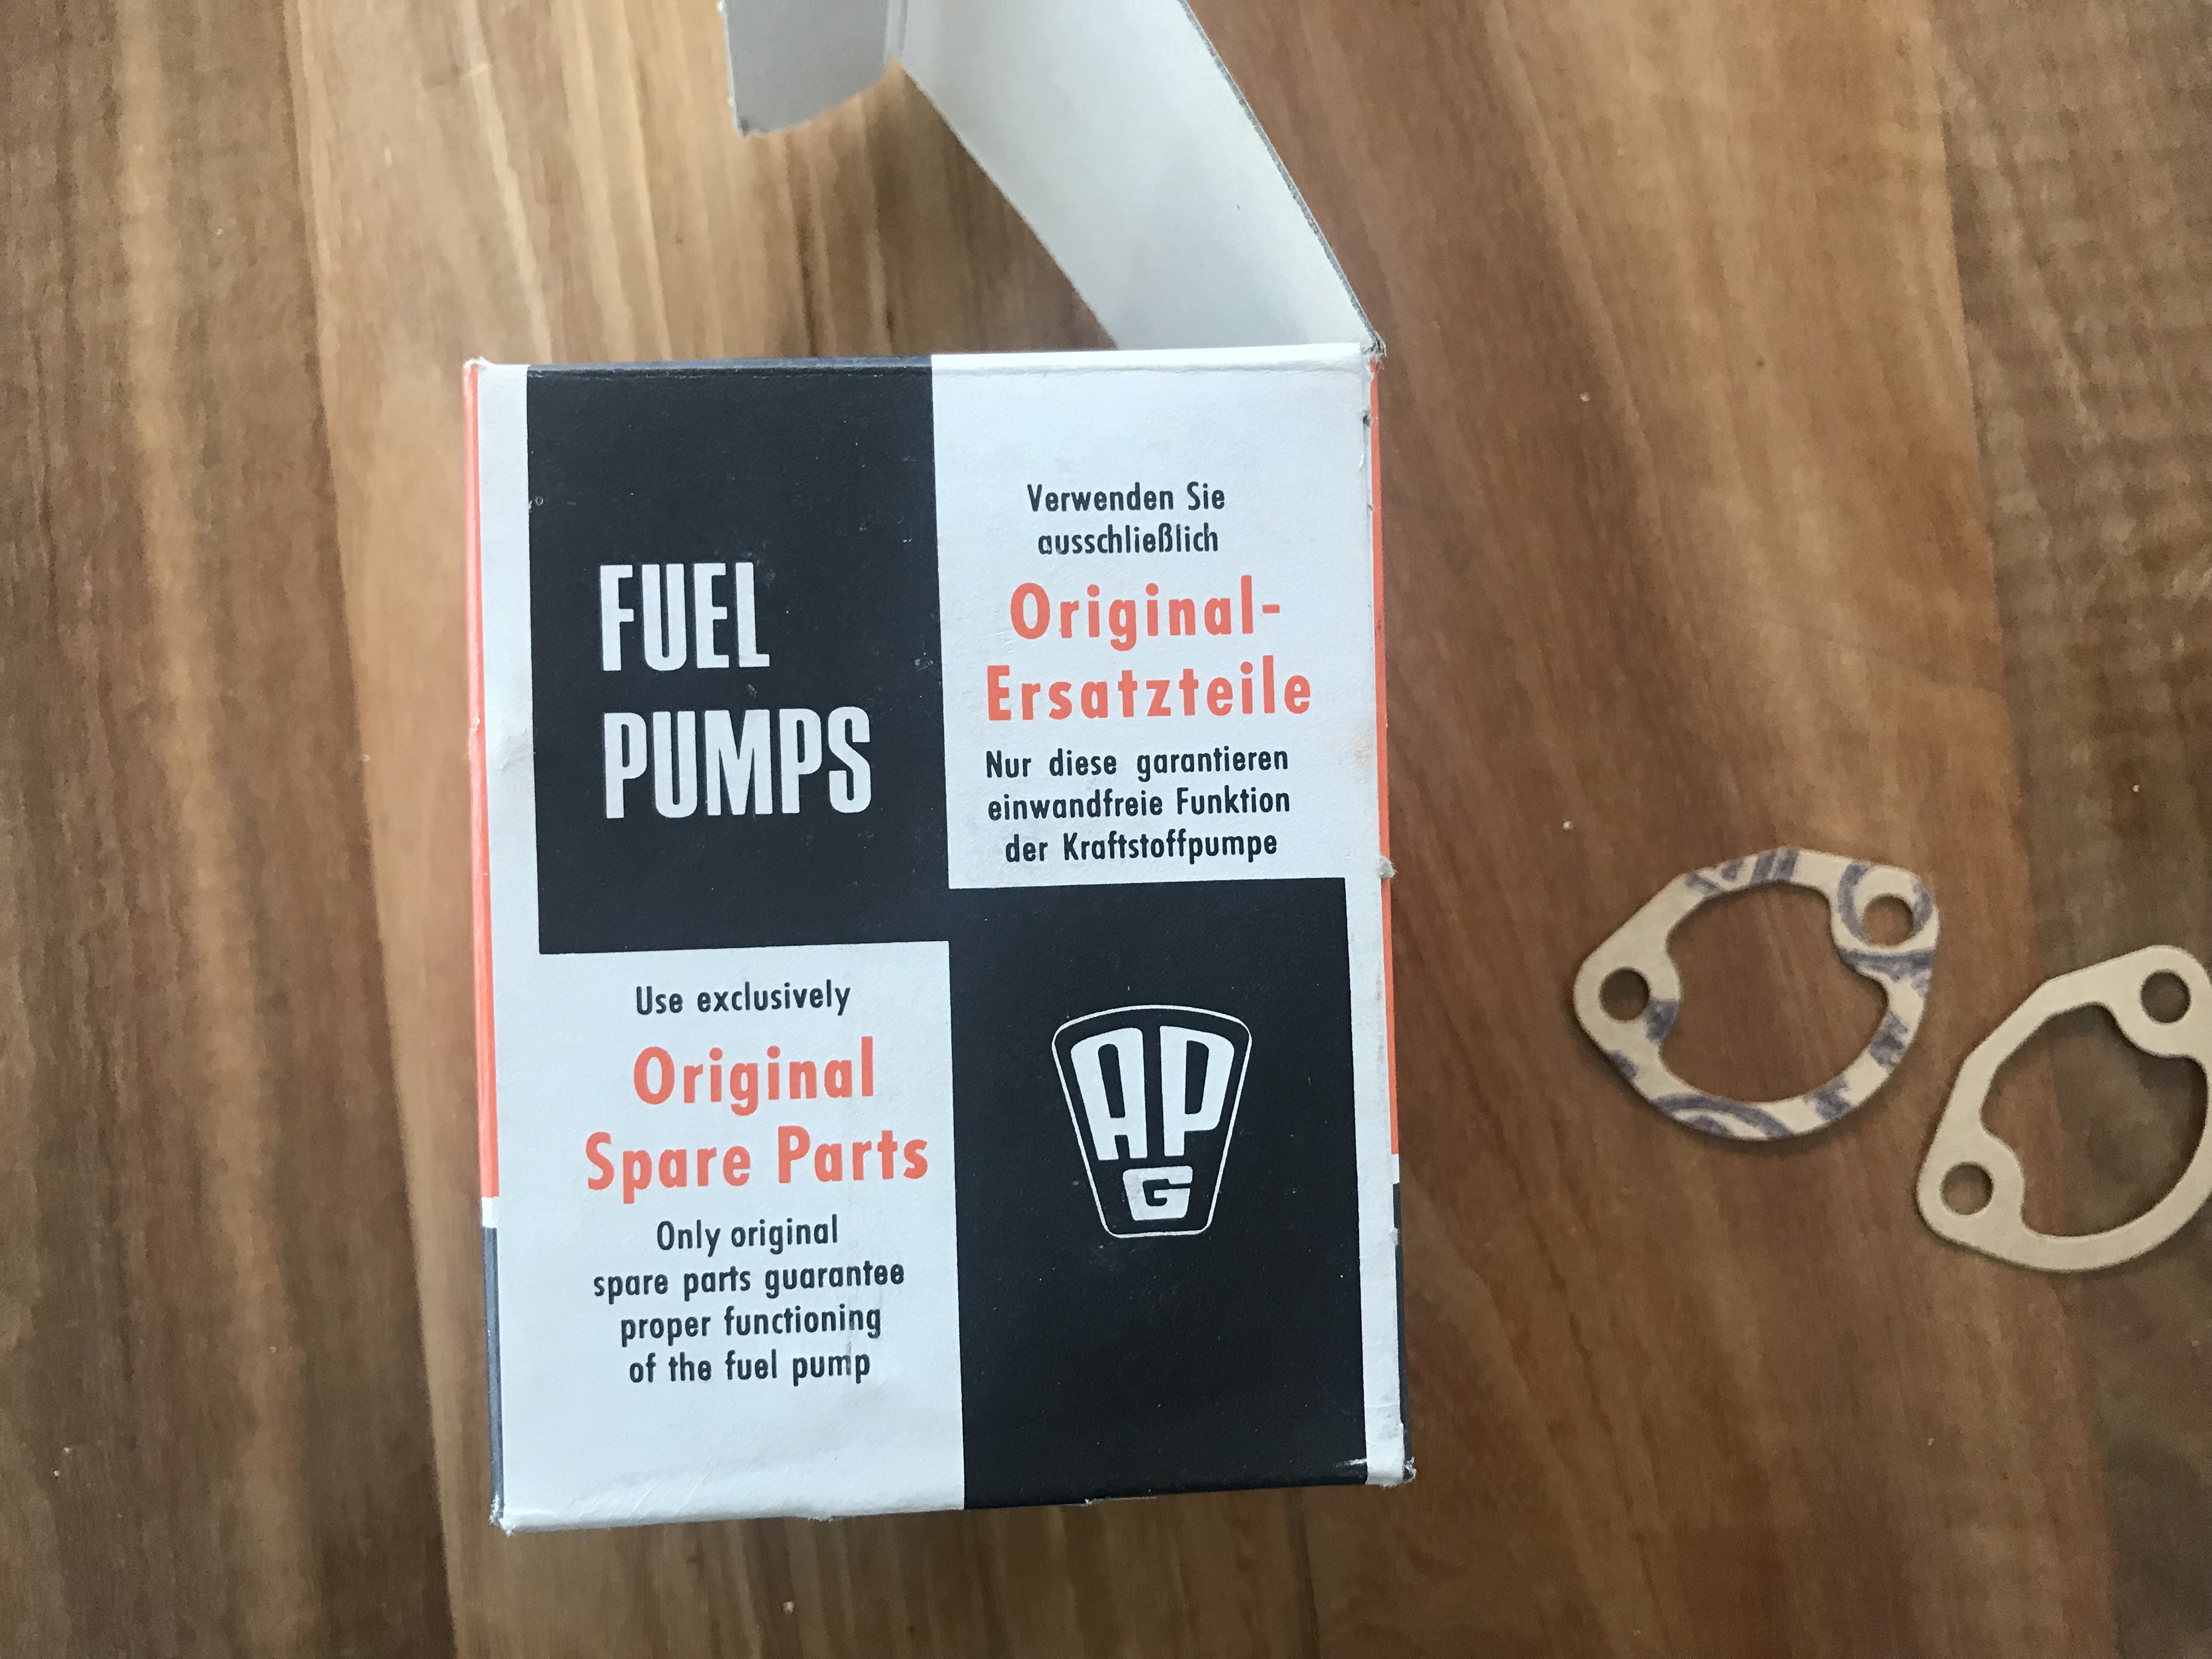 FUEL
PUMPS
Verwenden Sie
ausschließlich
Original-
Ersatzteile
Nur diese garantieren
einwandfreie Funktion
der Kraftstoffpumpe
Use exclusively
Original
Spare Parts
Only original
spare parts guarantee
proper functioning
of the fuel pump
AP
G